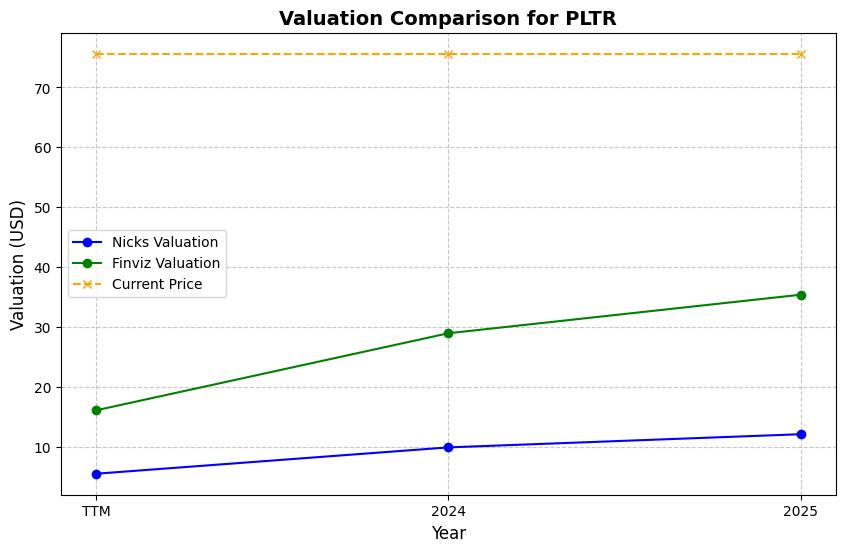 Valuation Comparison for PLTR
Valuation (USD)
70
60
50
40
30
20
10
Nicks Valuation
Finviz Valuation
Current Price
TTM
2024
2025
Year